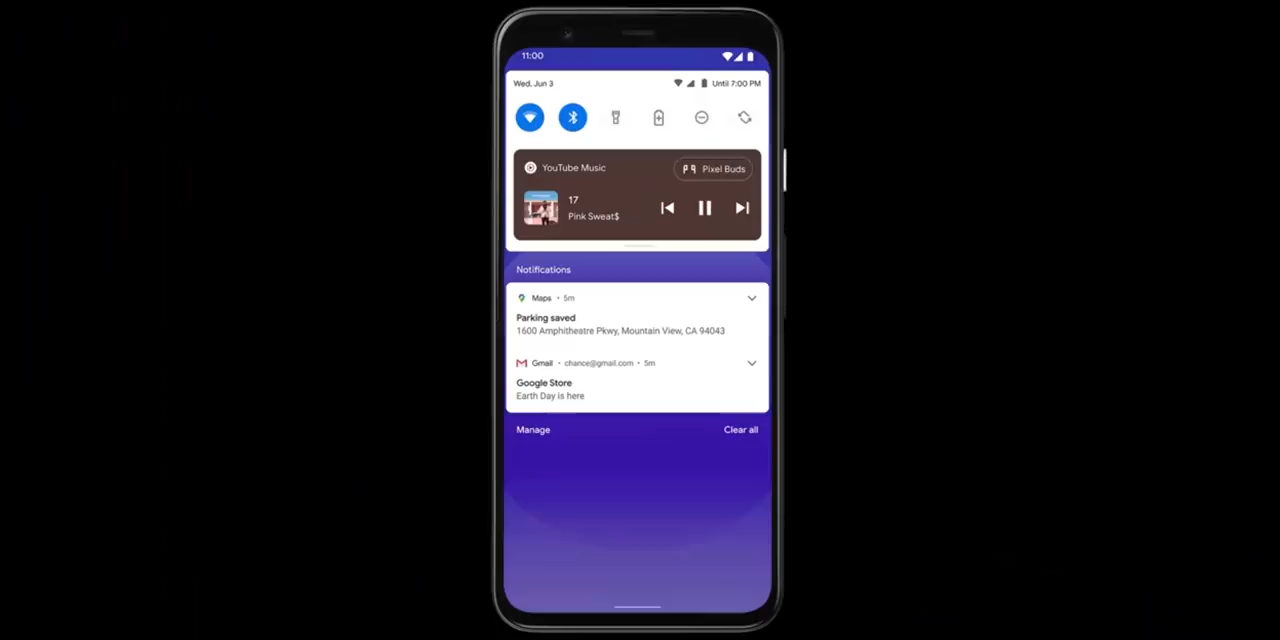 11:00
Wed, Jun 3 Until 7:00 PM
YouTube Music Pixel Buds
17
Pink Sweat$
Notifications
Maps • 5m
Parking saved
1600 Amphitheatre Pkwy, Mountain View, CA 94043
Gmail • chance@gmail.com • 5m
Google Store
Earth Day is here
Manage Clear all